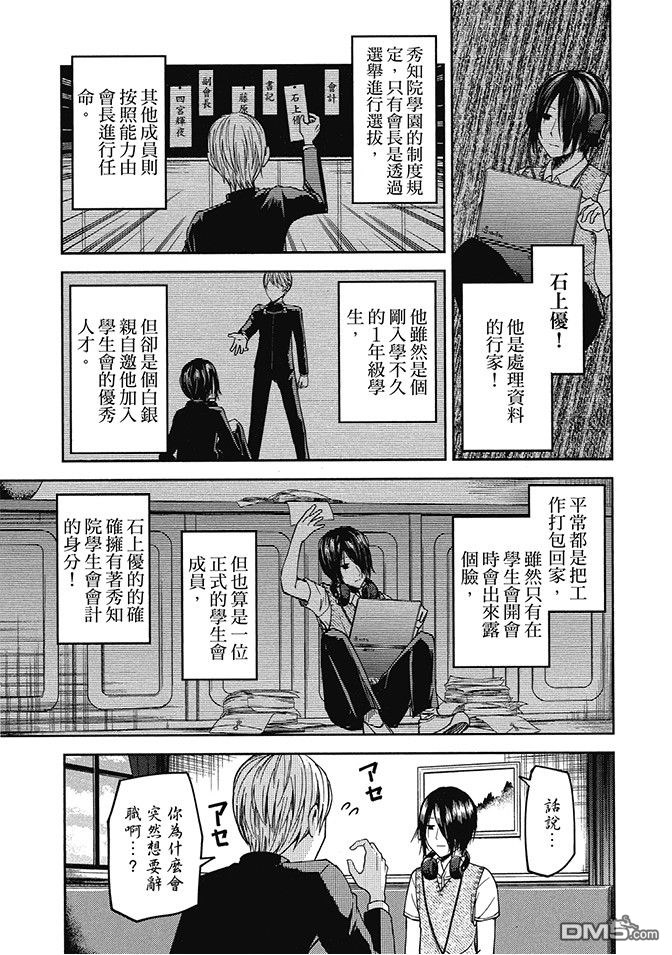 石上優！
他是處理資料
的行家！
秀知院學園的制度規
定，只有會長是透過
選舉進行選拔，
會計
・石上優
書記
・藤原
副會長
・四宮輝夜
其他成員則
按照能力由
會長進行任
命。
他雖然是個
剛入學不久
的１年級學
生，
但卻是個白銀
親自邀他加入
學生會的優秀
人才。
平常都是把工
作打包回家，
雖然只有在
學生會開會
時會出來露
個臉，
但也算是一位
正式的學生會
成員，
石上優的的確
確擁有著秀知
院學生會會計
的身分！
話說…
アセ
アセ
你為什麼會
突然想要辭
職啊…？
DM5.com